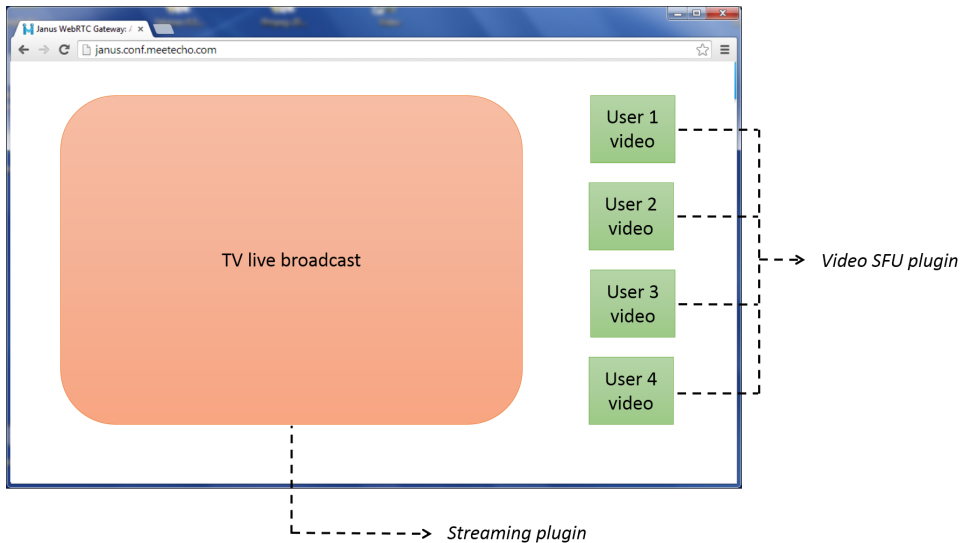 Janus WebRTC Gateway: A
janus.conf.meetecho.com
TV live broadcast
User 1
video
User 2
video
User 3
video
User 4
video
Video SFU plugin
Streaming plugin